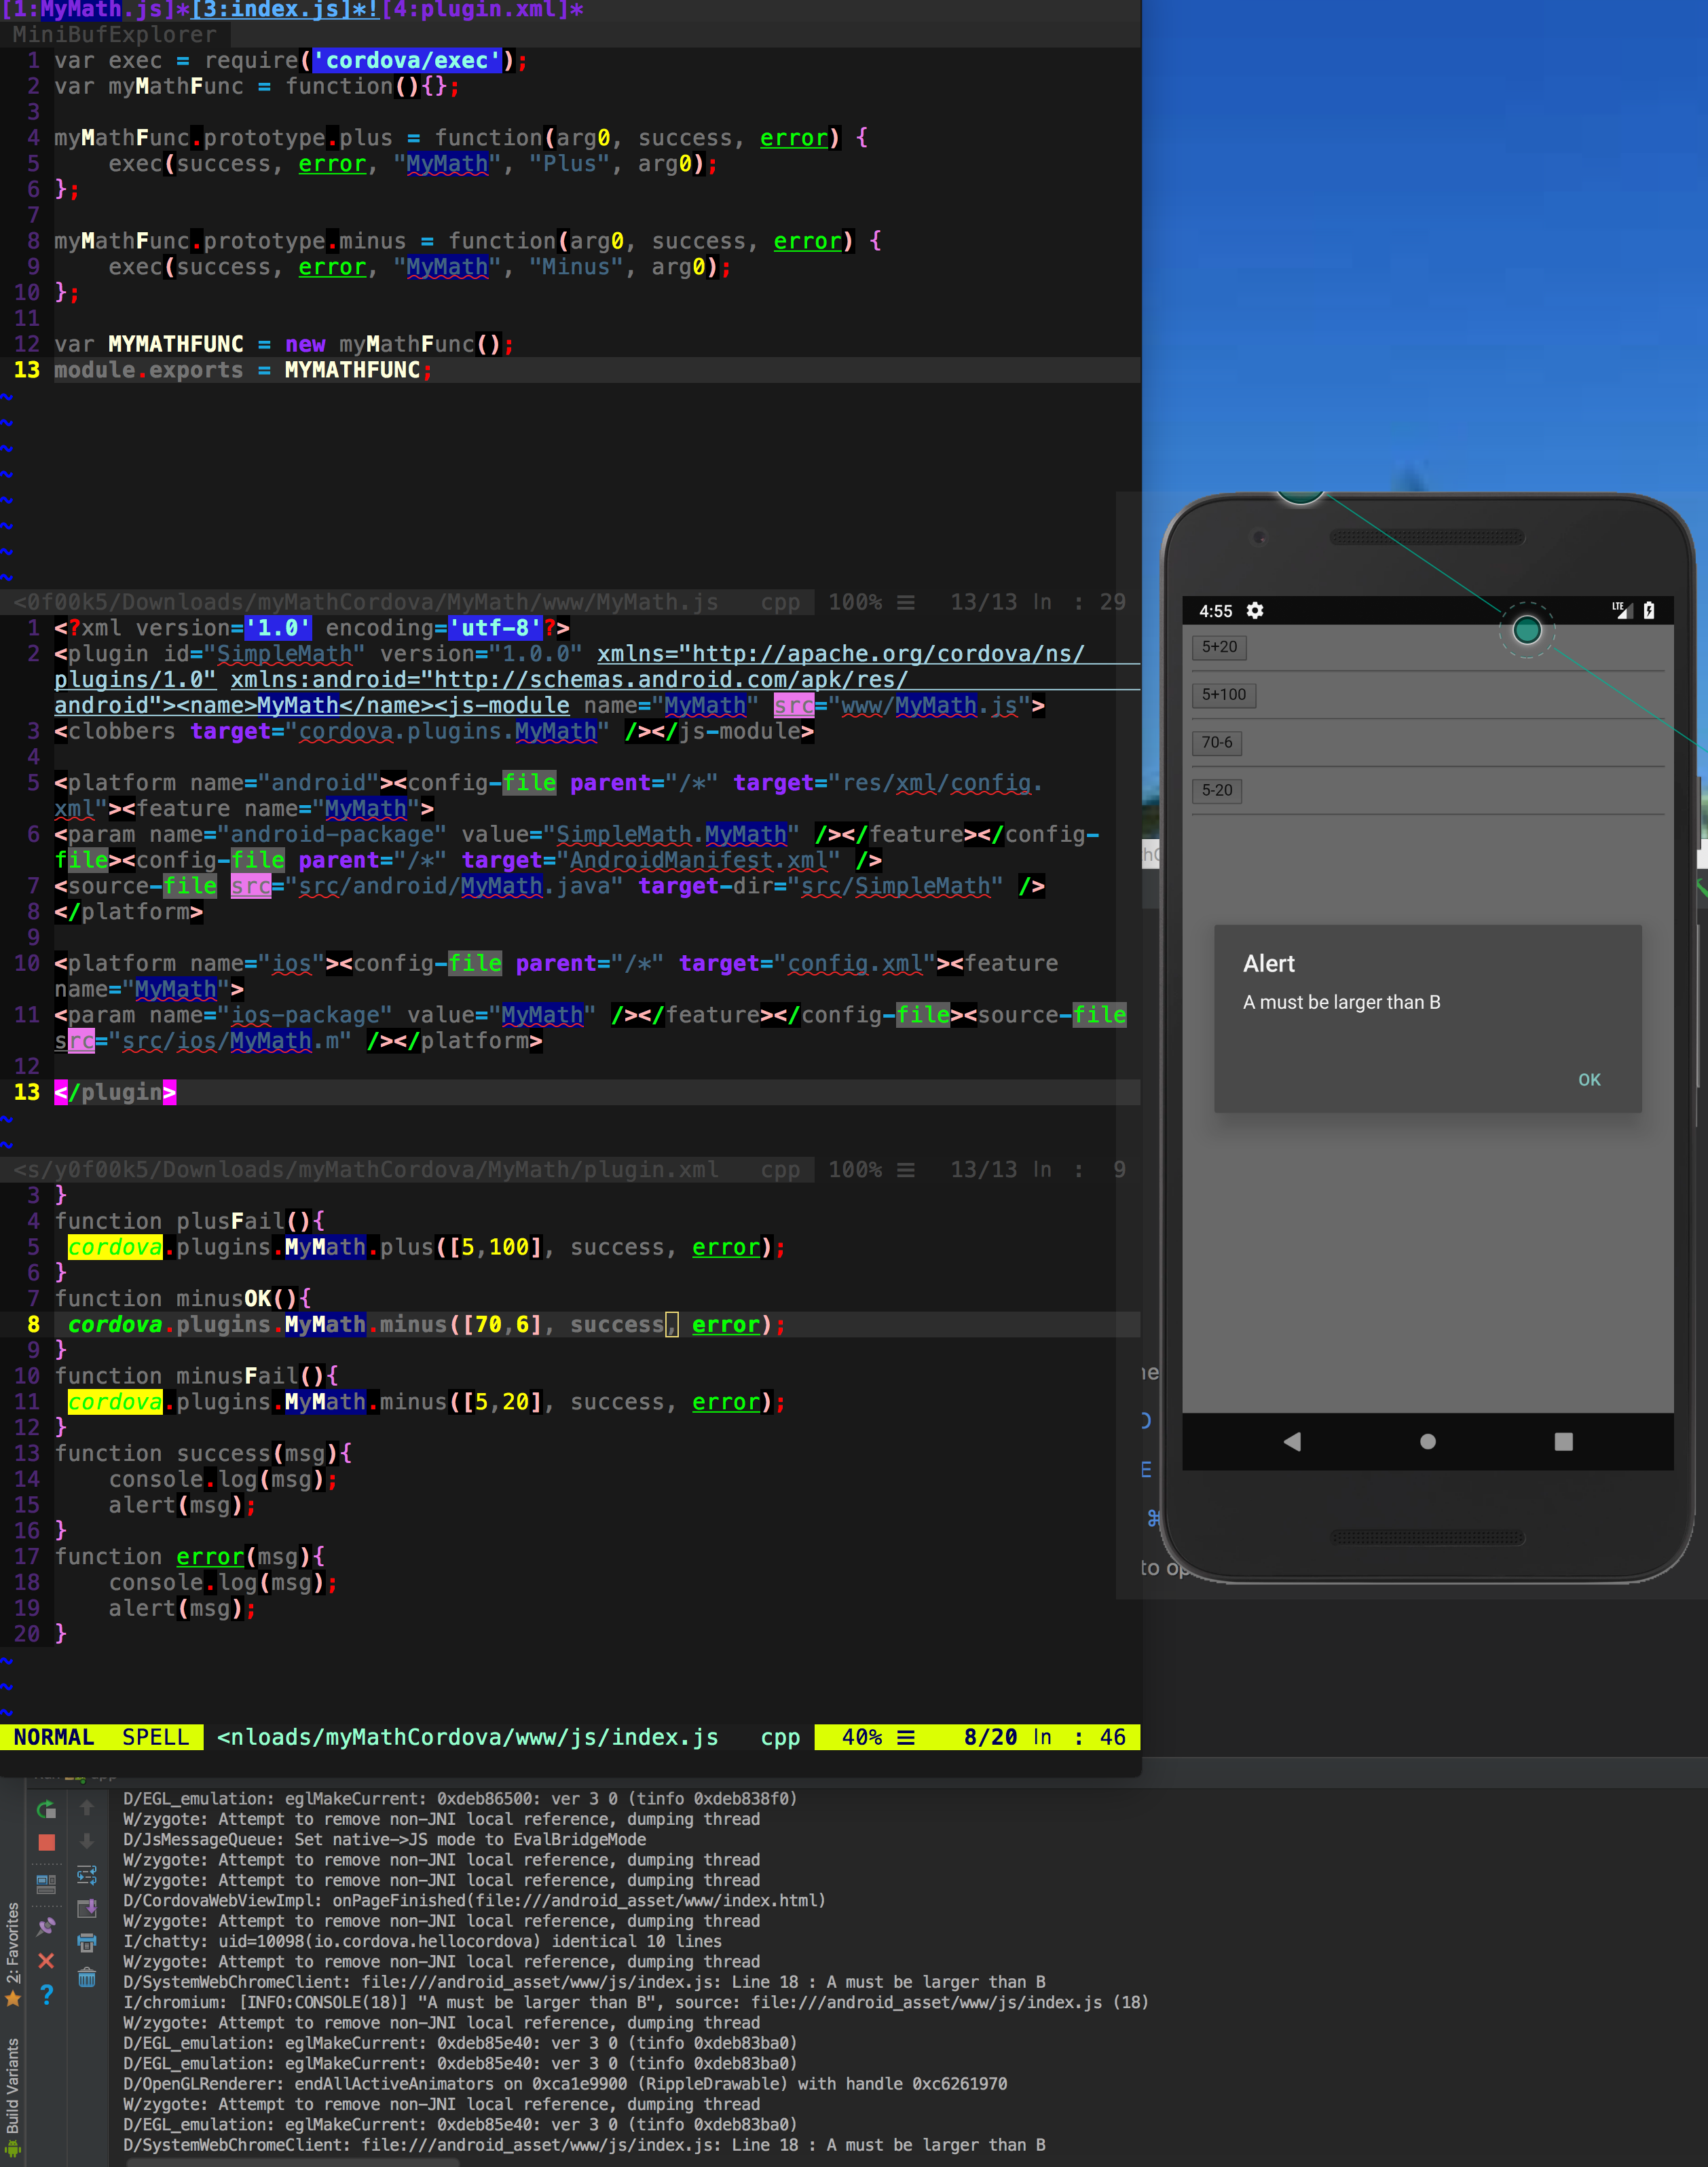 [1:MyMath.js]*[3:index.js]*![4:plugin.xml]*
MiniBufExplorer
1 var exec = require('cordova/exec');
2 var myMathFunc = function(){};
3
4 myMathFunc.prototype.plus = function(arg0, success, error) {
5     exec(success, error, "MyMath", "Plus", arg0);
6 };
7
8 myMathFunc.prototype.minus = function(arg0, success, error) {
9     exec(success, error, "MyMath", "Minus", arg0);
10 };
11
12 var MYMATHFUNC = new myMathFunc();
13 module.exports = MYMATHFUNC;
~
~
~
~
~
~
~
~
<0f00k5/Downloads/myMathCordova/MyMath/www/MyMath.js   cpp   100% ☰   13/13 ln  : 29
1 <?xml version='1.0' encoding='utf-8'?>
2 <plugin id="SimpleMath" version="1.0.0" xmlns="http://apache.org/cordova/ns/
plugins/1.0" xmlns:android="http://schemas.android.com/apk/res/
android"><name>MyMath</name><js-module name="MyMath" src="www/MyMath.js">
3 <clobbers target="cordova.plugins.MyMath" /></js-module>
4
5 <platform name="android"><config-file parent="/*" target="res/xml/config.
xml"><feature name="MyMath">
6 <param name="android-package" value="SimpleMath.MyMath" /></feature></config-
file><config-file parent="/*" target="AndroidManifest.xml" />
7 <source-file src="src/android/MyMath.java" target-dir="src/SimpleMath" />
8 </platform>
9
10 <platform name="ios"><config-file parent="/*" target="config.xml"><feature
name="MyMath">
11 <param name="ios-package" value="MyMath" /></feature></config-file><source-file
src="src/ios/MyMath.m" /></platform>
12
13 </plugin>
~
~
<s/y0f00k5/Downloads/myMathCordova/MyMath/plugin.xml   cpp   100% ☰   13/13 ln  :  9
3 }
4 function plusFail(){
5  cordova.plugins.MyMath.plus([5,100], success, error);
6 }
7 function minusOK(){
8  cordova.plugins.MyMath.minus([70,6], success, error);
9 }
10 function minusFail(){
11  cordova.plugins.MyMath.minus([5,20], success, error);
12 }
13 function success(msg){
14     console.log(msg);
15     alert(msg);
16 }
17 function error(msg){
18     console.log(msg);
19     alert(msg);
20 }
~
~
~
NORMAL  SPELL  <nloads/myMathCordova/www/js/index.js   cpp   40% ☰   8/20 ln  : 46
4:55 LTE
5+20
5+100
70-6
5-20
Alert
A must be larger than B
OK
to op
2: Favorites
Build Variants
D/EGL_emulation: eglMakeCurrent: 0xdeb86500: ver 3 0 (tinfo 0xdeb838f0)
W/zygote: Attempt to remove non-JNI local reference, dumping thread
D/JsMessageQueue: Set native->JS mode to EvalBridgeMode
W/zygote: Attempt to remove non-JNI local reference, dumping thread
W/zygote: Attempt to remove non-JNI local reference, dumping thread
D/CordovaWebViewImpl: onPageFinished(file:///android_asset/www/index.html)
W/zygote: Attempt to remove non-JNI local reference, dumping thread
I/chatty: uid=10098(io.cordova.hellocordova) identical 10 lines
W/zygote: Attempt to remove non-JNI local reference, dumping thread
D/SystemWebChromeClient: file:///android_asset/www/js/index.js: Line 18 : A must be larger than B
I/chromium: [INFO:CONSOLE(18)] "A must be larger than B", source: file:///android_asset/www/js/index.js (18)
W/zygote: Attempt to remove non-JNI local reference, dumping thread
D/EGL_emulation: eglMakeCurrent: 0xdeb85e40: ver 3 0 (tinfo 0xdeb83ba0)
D/EGL_emulation: eglMakeCurrent: 0xdeb85e40: ver 3 0 (tinfo 0xdeb83ba0)
D/OpenGLRenderer: endAllActiveAnimators on 0xca1e9900 (RippleDrawable) with handle 0xc6261970
W/zygote: Attempt to remove non-JNI local reference, dumping thread
D/EGL_emulation: eglMakeCurrent: 0xdeb85e40: ver 3 0 (tinfo 0xdeb83ba0)
D/SystemWebChromeClient: file:///android_asset/www/js/index.js: Line 18 : A must be larger than B